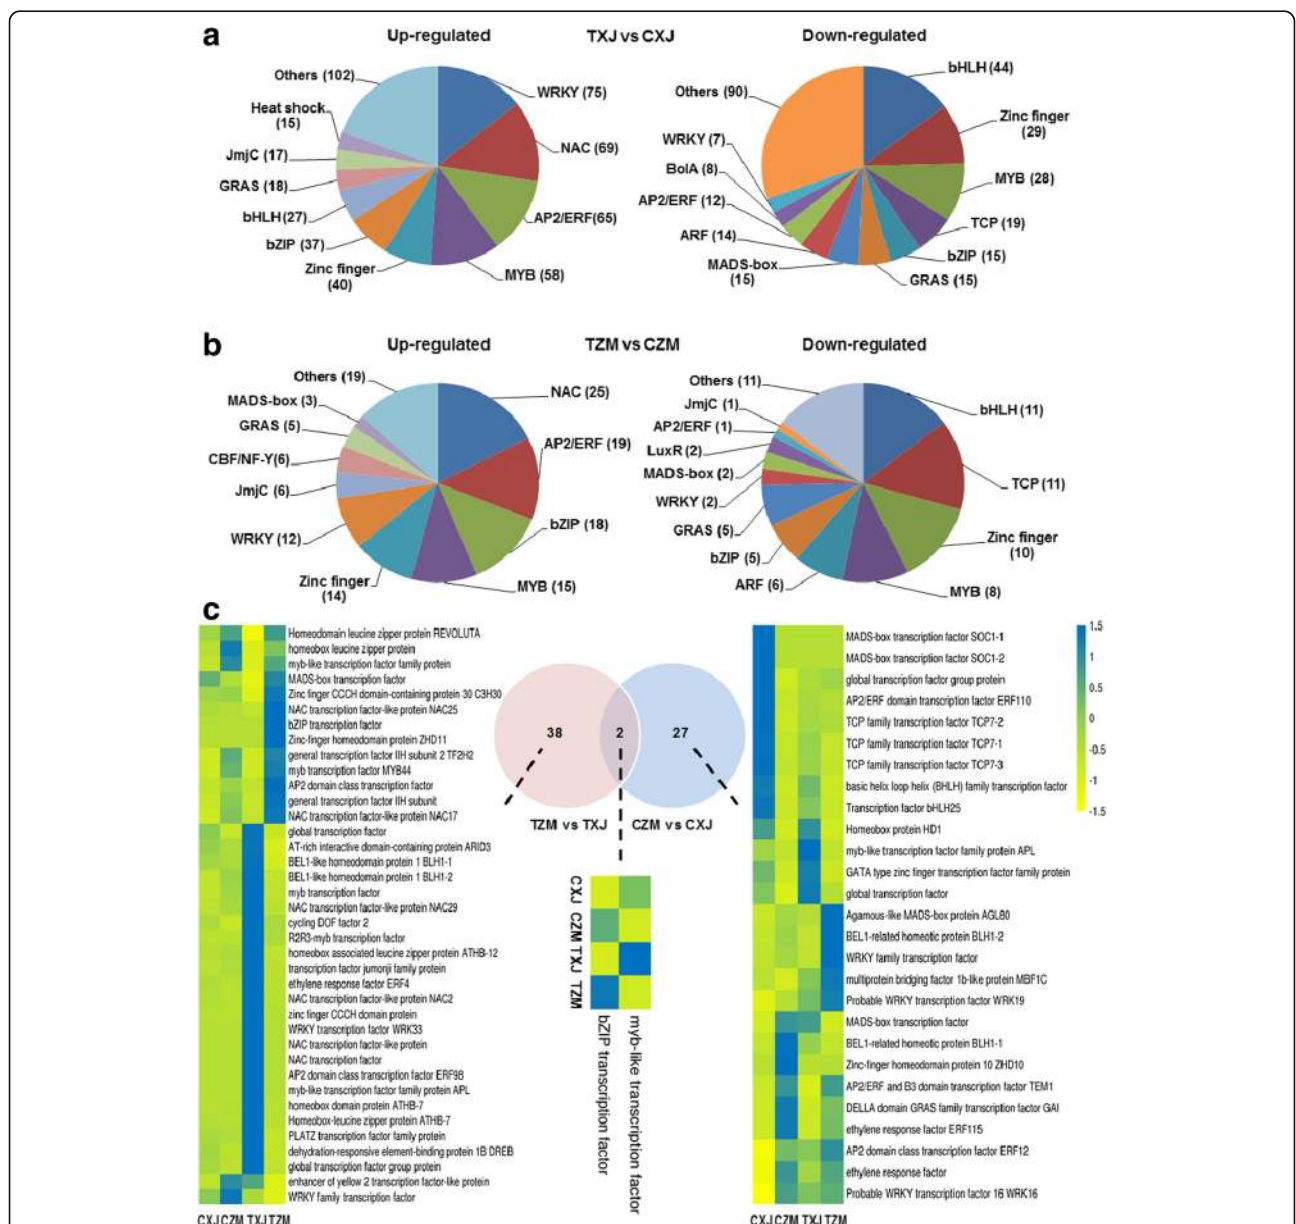 a
Up-regulated
TXJ vs CXJ
Down-regulated
Others (102)
WRKY (75)
Heat shock
(15)
NAC (69)
JmjC (17)
GRAS (18)
AP2/ERF(65)
bHLH(27)
bZIP (37)
Zinc finger
(40)
MYB (58)
bHLH (44)
Others (90)
Zinc finger
(29)
WRKY (7)
BolA (8)
MYB (28)
AP2/ERF (12)
TCP (19)
ARF (14)
bZIP (15)
MADS-box
(15)
GRAS (15)
b
Up-regulated
TZM vs CZM
Down-regulated
Others (19)
NAC (25)
MADS-box (3)
GRAS (5)
AP2/ERF (19)
CBF/NF-Y(6)
JmjC (6)
bZIP (18)
WRKY (12)
Zinc finger
(14)
MYB (15)
Others (11)
bHLH (11)
JmjC (1)
AP2/ERF (1)
LuxR (2)
MADS-box (2)
TCP (11)
WRKY (2)
GRAS (5)
Zinc finger
(10)
bZIP (5)
ARF (6)
MYB (8)
c
Homeodomain leucine zipper protein REVOLUTA
homeobox leucine zipper protein
myb-like transcription factor family protein
MADS-box transcription factor
Zinc finger CCCH domain-containing protein 30 C3H30
NAC transcription factor-like protein NAC25
bZIP transcription factor
Zinc-finger homeodomain protein ZHD11
general transcription factor IIH subunit 2 TF2H2
myb transcription factor MYB44
AP2 domain class transcription factor
general transcription factor IIH subunit
NAC transcription factor-like protein NAC17
global transcription factor
AT-rich interactive domain-containing protein ARID3
BEL1-like homeodomain protein 1 BLH1-1
BEL1-like homeodomain protein 1 BLH1-2
myb transcription factor
NAC transcription factor-like protein NAC29
cycling DOF factor 2
R2R3-myb transcription factor
homeobox associated leucine zipper protein ATHB-12
transcription factor jumonji family protein
ethylene response factor ERF4
NAC transcription factor-like protein NAC2
zinc finger CCCH domain protein
WRKY transcription factor WRK33
NAC transcription factor-like protein
NAC transcription factor
AP2 domain class transcription factor ERF9B
myb-like transcription factor family protein APL
homeobox domain protein ATHB-7
Homeobox-leucine zipper protein ATHB-7
PLATZ transcription factor family protein
dehydration-responsive element-binding protein 1B DREB
global transcription factor group protein
enhancer of yellow 2 transcription factor-like protein
WRKY family transcription factor
CXJ CZM TXJ TZM
38
2
27
TZM vs TXJ
CZM vs CXJ
CXJ
CZM
TXJ
TZM
bZIP transcription factor
myb-like transcription factor
MADS-box transcription factor SOC1-1
MADS-box transcription factor SOC1-2
global transcription factor group protein
AP2/ERF domain transcription factor ERF110
TCP family transcription factor TCP7-2
TCP family transcription factor TCP7-1
TCP family transcription factor TCP7-3
basic helix loop helix (BHLH) family transcription factor
Transcription factor bHLH25
Homeobox protein HD1
myb-like transcription factor family protein APL
GATA type zinc finger transcription factor family protein
global transcription factor
Agamous-like MADS-box protein AGL80
BEL1-related homeotic protein BLH1-2
WRKY family transcription factor
multiprotein bridging factor 1b-like protein MBF1C
Probable WRKY transcription factor WRK19
MADS-box transcription factor
BEL1-related homeotic protein BLH1-1
Zinc-finger homeodomain protein 10 ZHD10
AP2/ERF and B3 domain transcription factor TEM1
DELLA domain GRAS family transcription factor GAI
ethylene response factor ERF115
AP2 domain class transcription factor ERF12
ethylene response factor
Probable WRKY transcription factor 16 WRK16
CXJ CZM TXJ TZM
1.5
1
0.5
0
-0.5
-1
-1.5